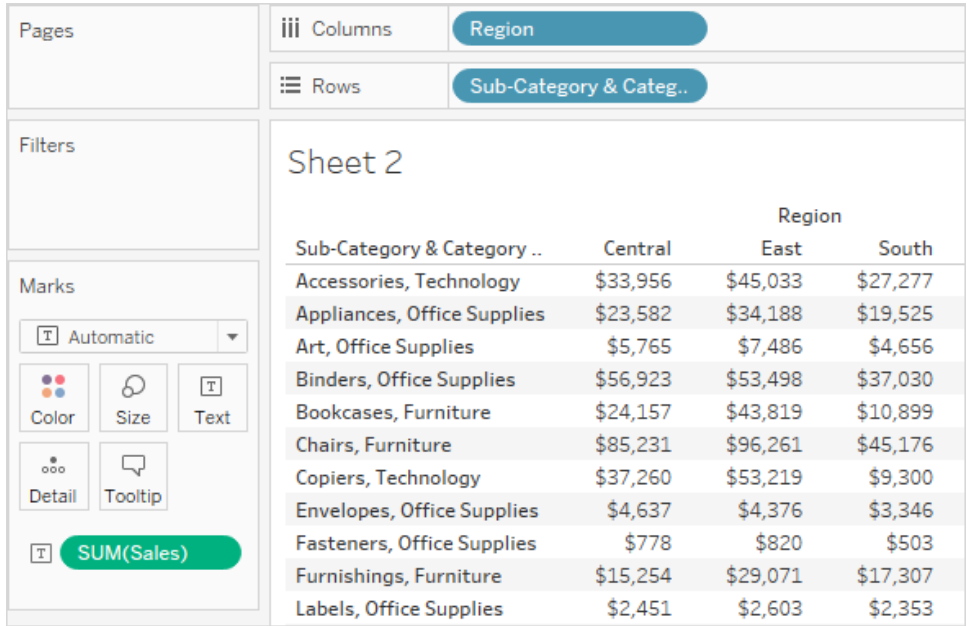 Pages
Columns Region
Rows Sub-Category & Categ..
Filters
Sheet 2
Region
Sub-Category & Category .. Central East South
Accessories, Technology $33,956 $45,033 $27,277
Appliances, Office Supplies $23,582 $34,188 $19,525
Art, Office Supplies $5,765 $7,486 $4,656
Binders, Office Supplies $56,923 $53,498 $37,030
Bookcases, Furniture $24,157 $43,819 $10,899
Chairs, Furniture $85,231 $96,261 $45,176
Copiers, Technology $37,260 $53,219 $9,300
Envelopes, Office Supplies $4,637 $4,376 $3,346
Fasteners, Office Supplies $778 $820 $503
Furnishings, Furniture $15,254 $29,071 $17,307
Labels, Office Supplies $2,451 $2,603 $2,353
Marks
T Automatic
Color Size T Text
Detail Tooltip
T SUM(Sales)